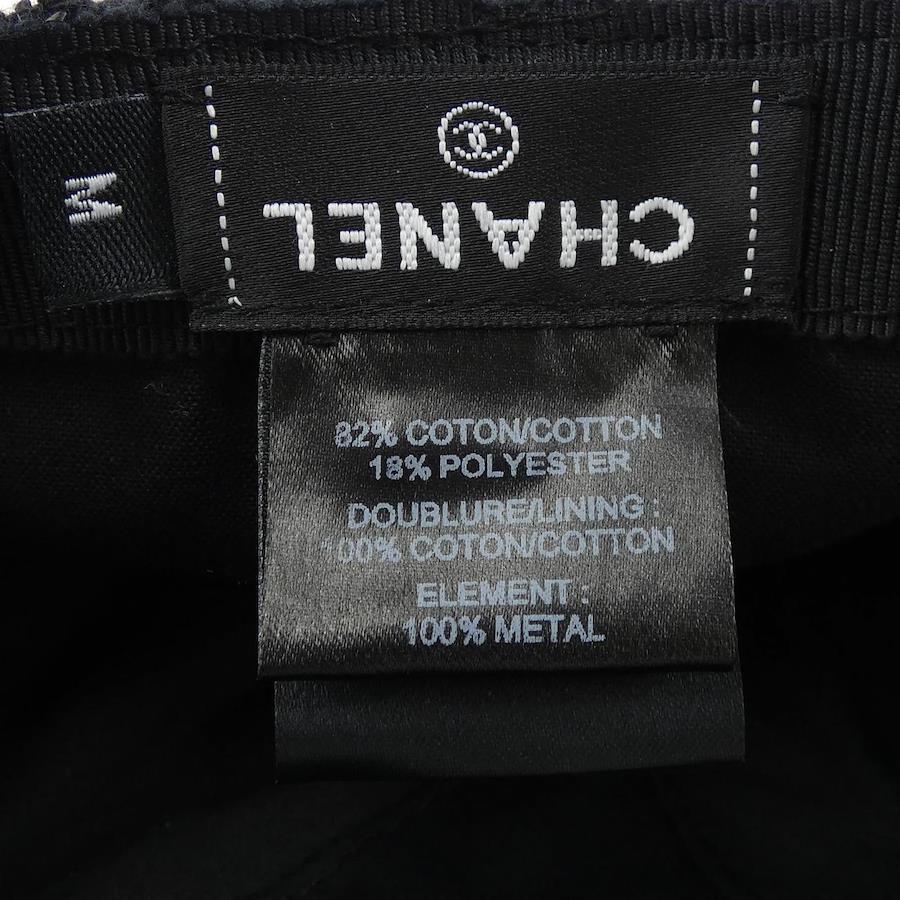 M
CHANEL
82% COTON/COTTON
18% POLYESTER
DOUBLURE/LINING :
100% COTON/COTTON
ELEMENT :
100% METAL